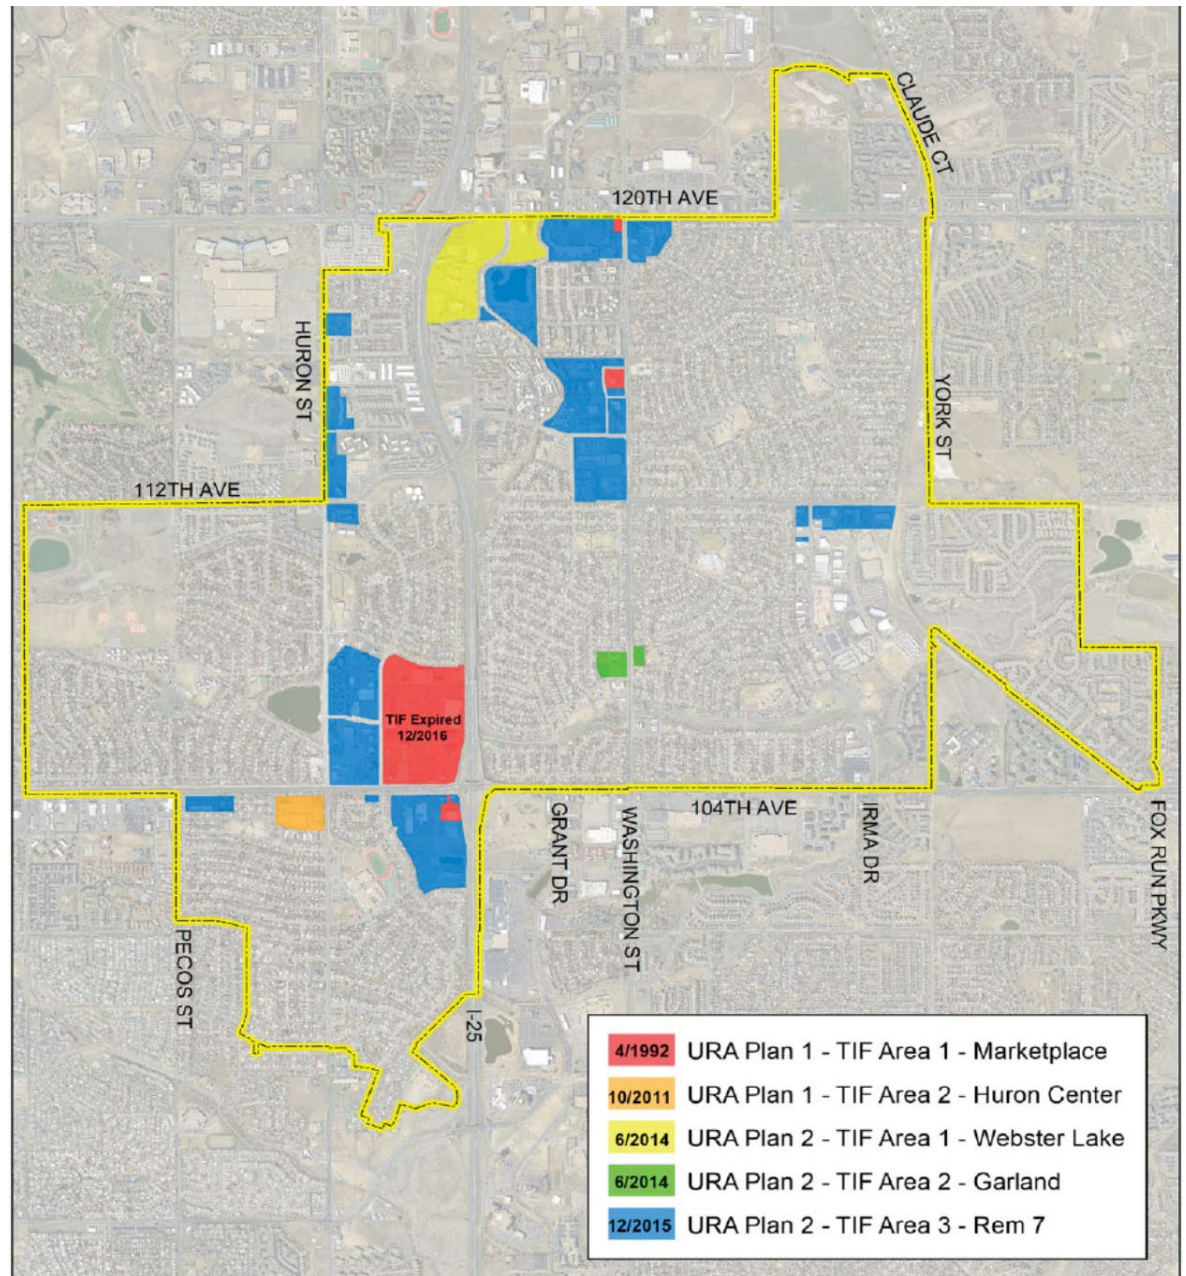 CLAUDE CT
120TH AVE
HURON ST
YORK ST
112TH AVE
TIF Expired
12/2016
104TH AVE
GRANT DR
WASHINGTON ST
IRMA DR
FOX RUN PKWY
PECOS ST
I-25
4/1992 URA Plan 1 - TIF Area 1 - Marketplace
10/2011 URA Plan 1 - TIF Area 2 - Huron Center
6/2014 URA Plan 2 - TIF Area 1 - Webster Lake
6/2014 URA Plan 2 - TIF Area 2 - Garland
12/2015 URA Plan 2 - TIF Area 3 - Rem 7